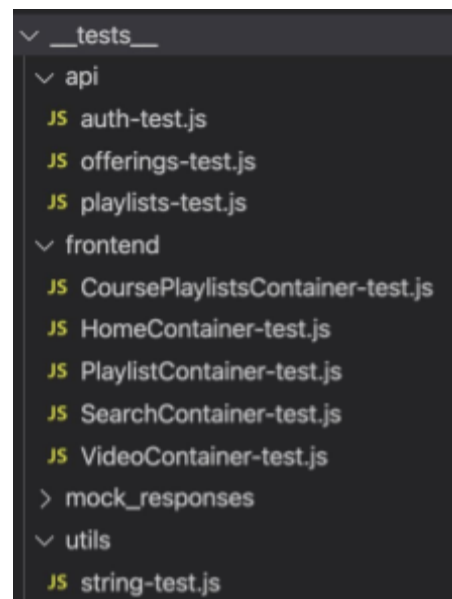 __tests__
api
JS auth-test.js
JS offerings-test.js
JS playlists-test.js
frontend
JS CoursePlaylistsContainer-test.js
JS HomeContainer-test.js
JS PlaylistContainer-test.js
JS SearchContainer-test.js
JS VideoContainer-test.js
mock_responses
utils
JS string-test.js